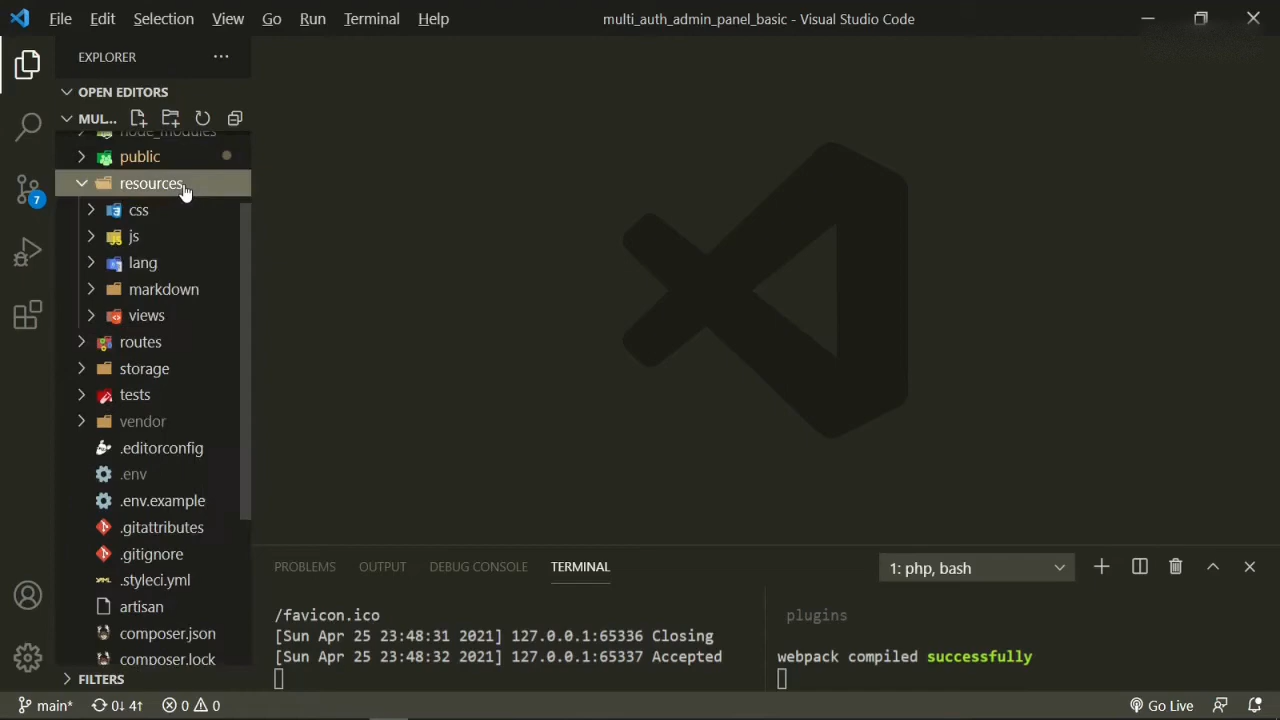 File Edit Selection View Go Run Terminal Help
multi_auth_admin_panel_basic - Visual Studio Code
EXPLORER
OPEN EDITORS
MUL...
node_modules
public
resources
css
js
lang
markdown
views
routes
storage
tests
vendor
.editorconfig
.env
.env.example
.gitattributes
.gitignore
.styleci.yml
artisan
composer.json
composer.lock
FILTERS
7
PROBLEMS OUTPUT DEBUG CONSOLE TERMINAL
1: php, bash
/favicon.ico
[Sun Apr 25 23:48:31 2021] 127.0.0.1:65336 Closing
[Sun Apr 25 23:48:32 2021] 127.0.0.1:65337 Accepted
plugins
webpack compiled successfully
main* 0↓ 4↑ 0 0 Go Live